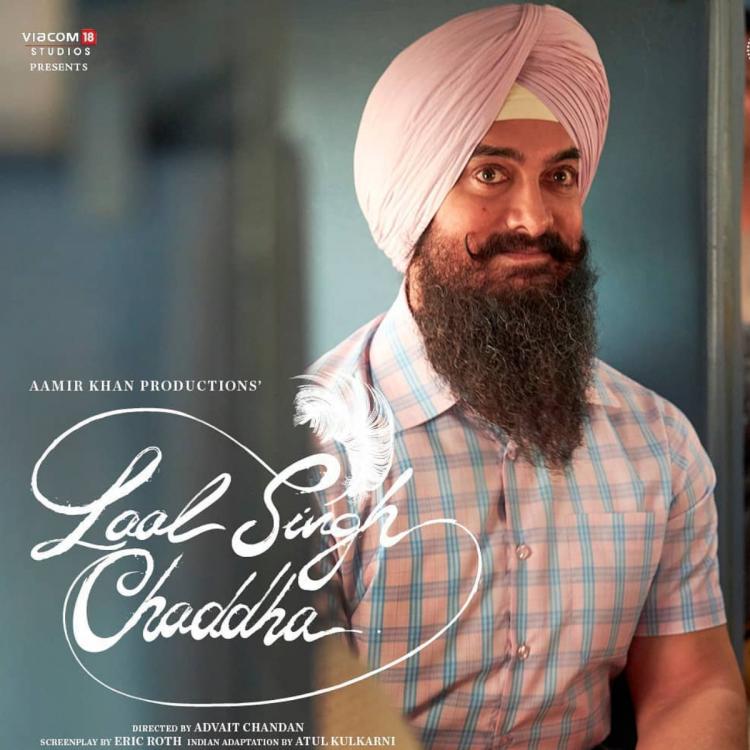 VIACOM 18
STUDIOS
PRESENTS
AAMIR KHAN PRODUCTIONS'
Laal Singh
Chaddha
DIRECTED BY ADVAIT CHANDAN
SCREENPLAY BY ERIC ROTH INDIAN ADAPTATION BY ATUL KULKARNI